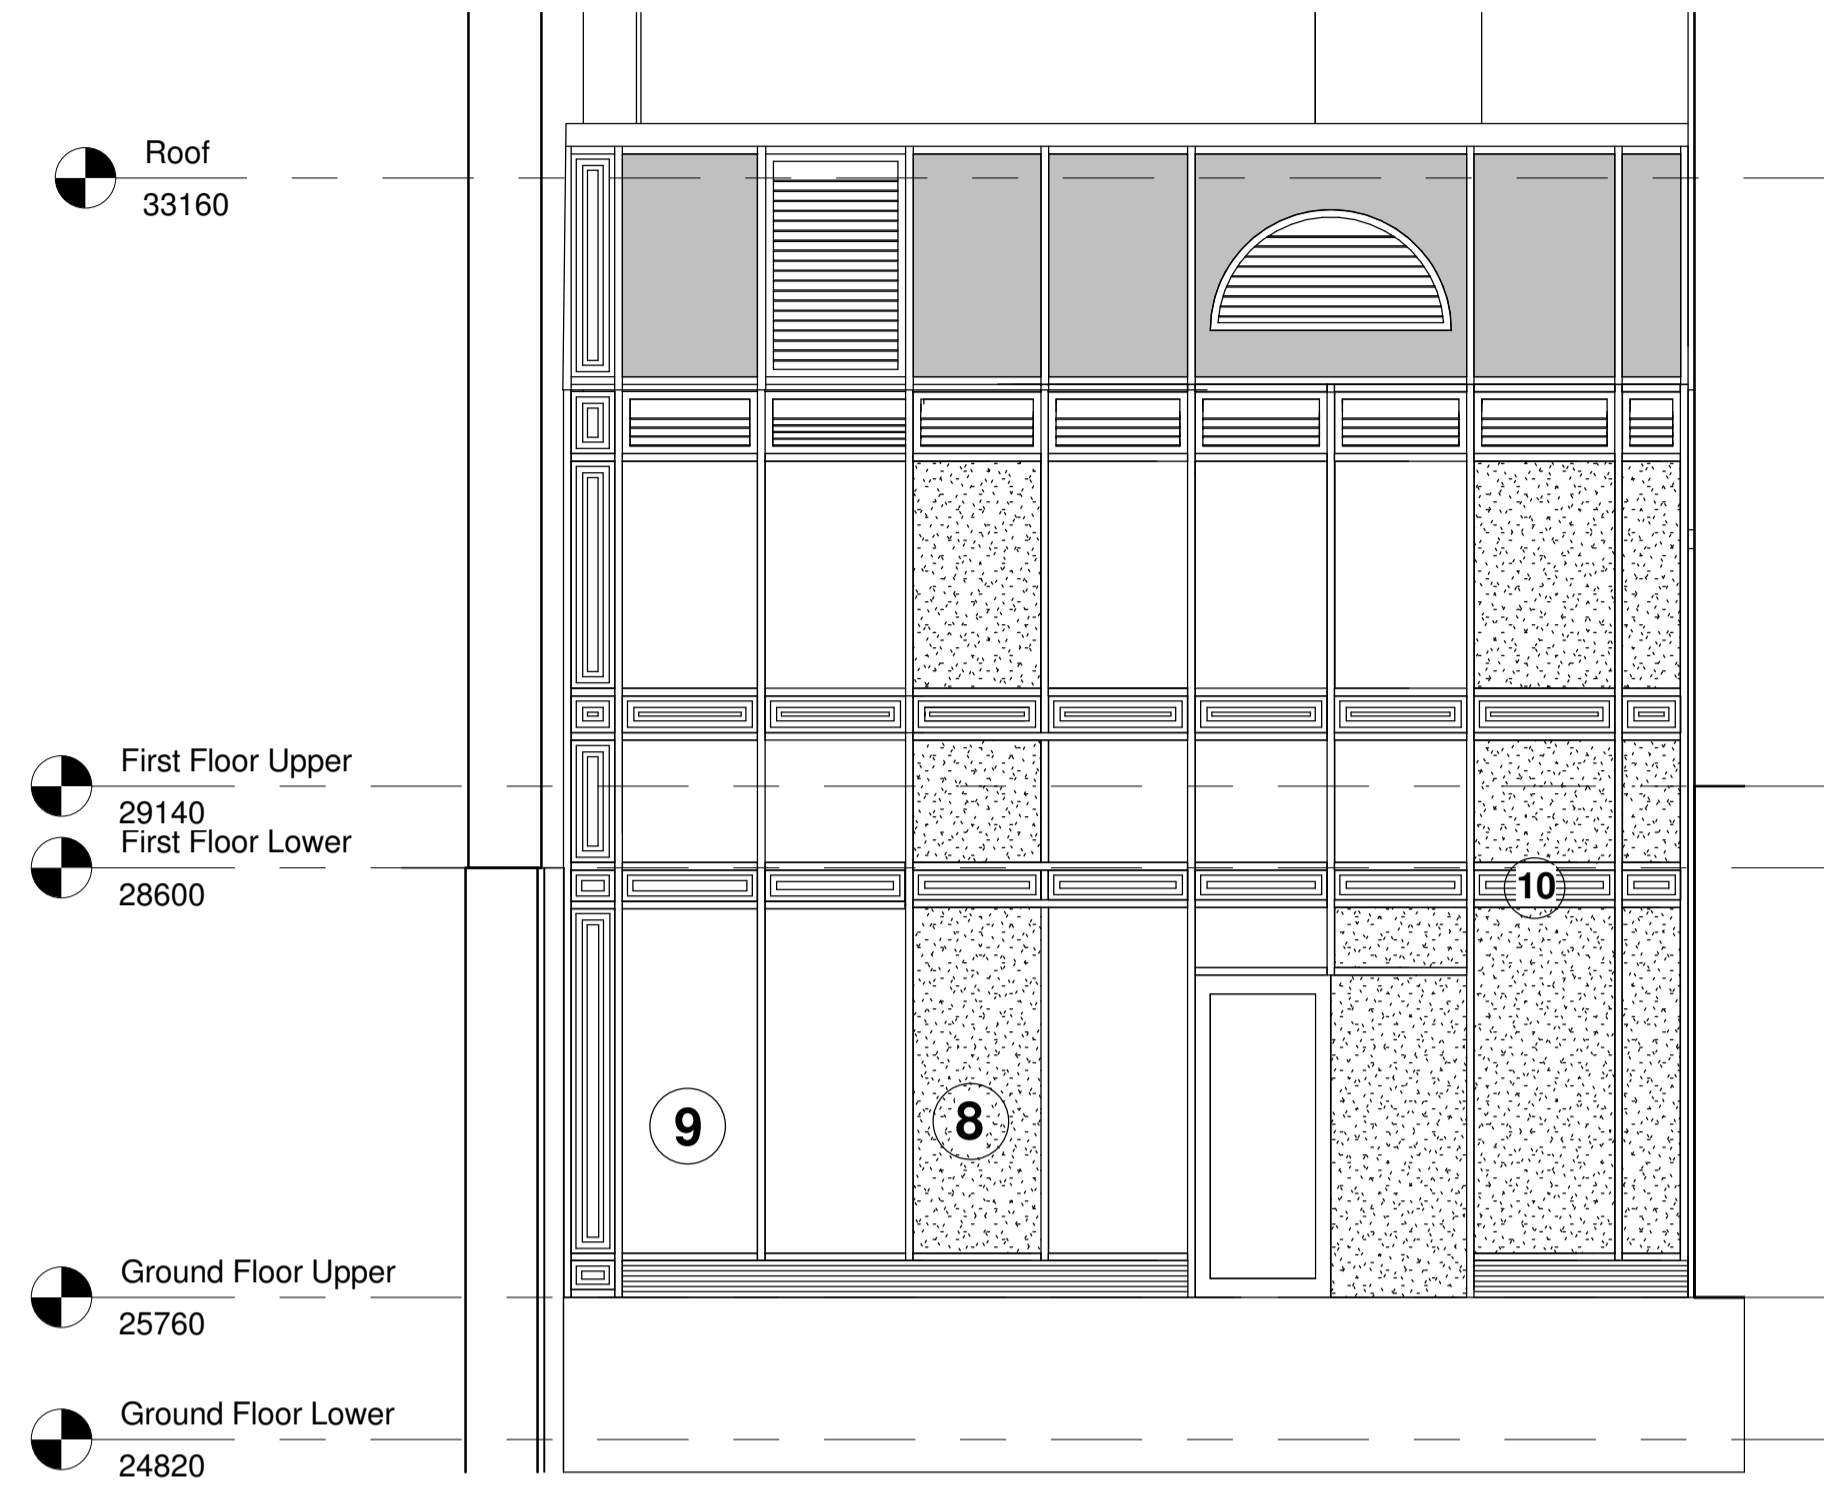 Roof
33160
First Floor Upper
29140
First Floor Lower
28600
10
9
8
Ground Floor Upper
25760
Ground Floor Lower
24820